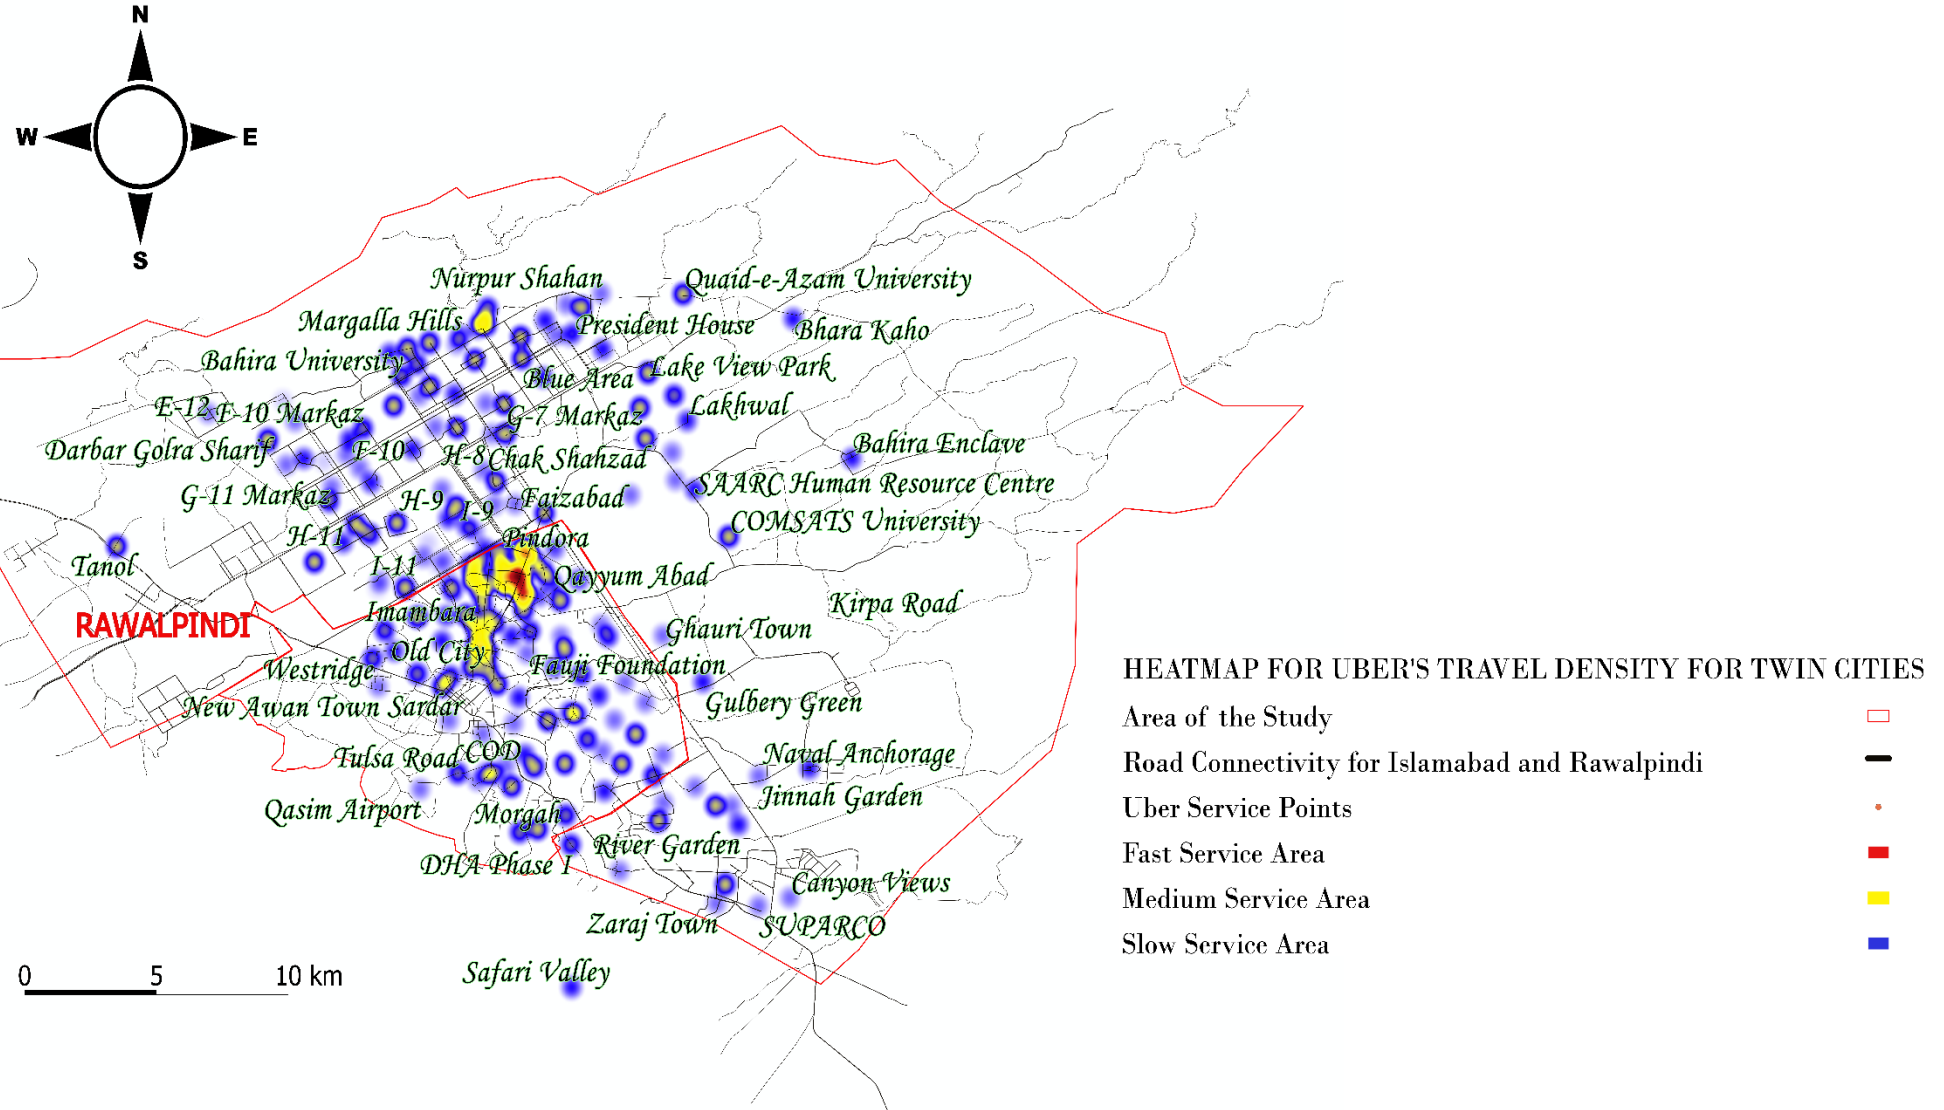 N
W E
S
Nurpur Shahan
Quaid-e-Azam University
Margalla Hills
President House
Bhara Kaho
Bahira University
Blue Area
Lake View Park
E-12
F-10 Markaz
G-7 Markaz
Lakhwal
Darbar Golra Sharif
F-10
H-8
Chak Shahzad
Bahira Enclave
G-11 Markaz
H-9
I-9
Faizabad
SAARC Human Resource Centre
H-11
Pindora
COMSATS University
Tanol
I-11
Qayyum Abad
RAWALPINDI
Imambara
Kirpa Road
Ghauri Town
Old City
Westridge
Fauji Foundation
New Awan Town
Sardar
Gulbery Green
Tulsa Road
COD
Naval Anchorage
Qasim Airport
Morgah
Jinnah Garden
DHA Phase 1
River Garden
Canyon Views
Zaraj Town
SUPARCO
Safari Valley
0 5 10 km
HEATMAP FOR UBER'S TRAVEL DENSITY FOR TWIN CITIES
Area of the Study
Road Connectivity for Islamabad and Rawalpindi
Uber Service Points
Fast Service Area
Medium Service Area
Slow Service Area